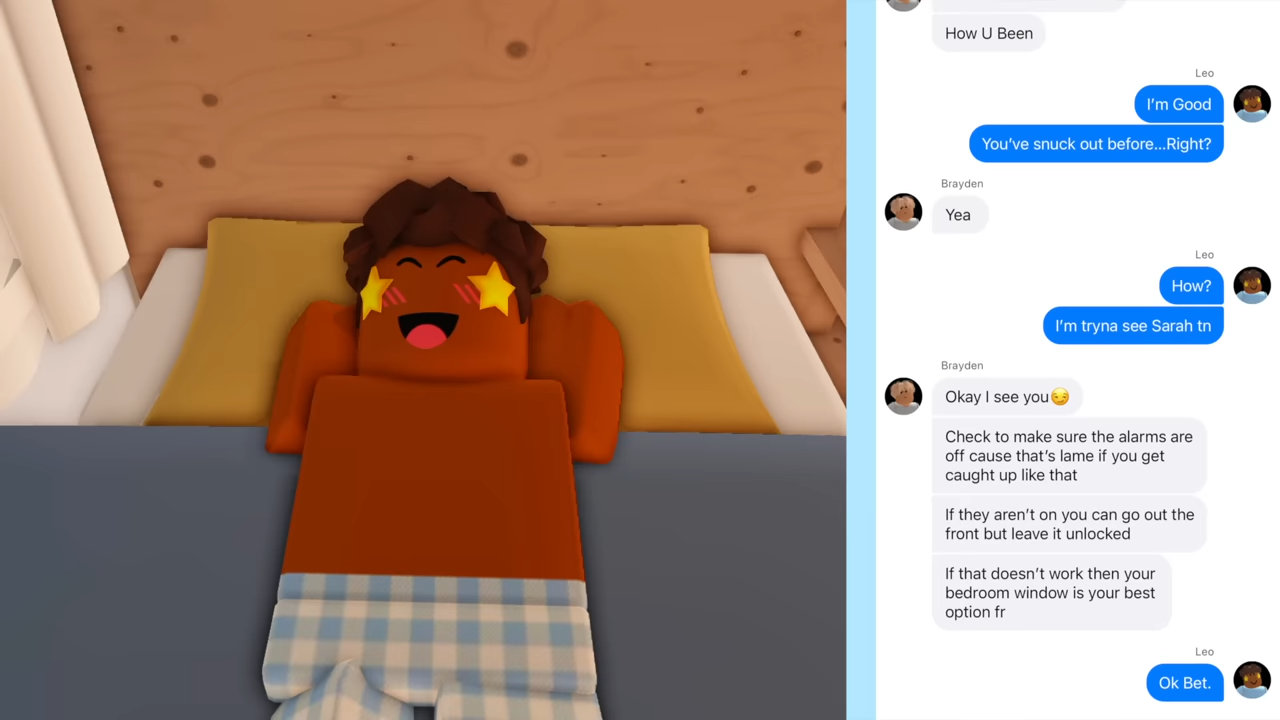 How U Been
Leo
I'm Good
You've snuck out before...Right?
Brayden
Yea
Leo
How?
I'm tryna see Sarah tn
Brayden
Okay I see you😏
Check to make sure the alarms are
off cause that's lame if you get
caught up like that
If they aren't on you can go out the
front but leave it unlocked
If that doesn't work then your
bedroom window is your best
option fr
Leo
Ok Bet.